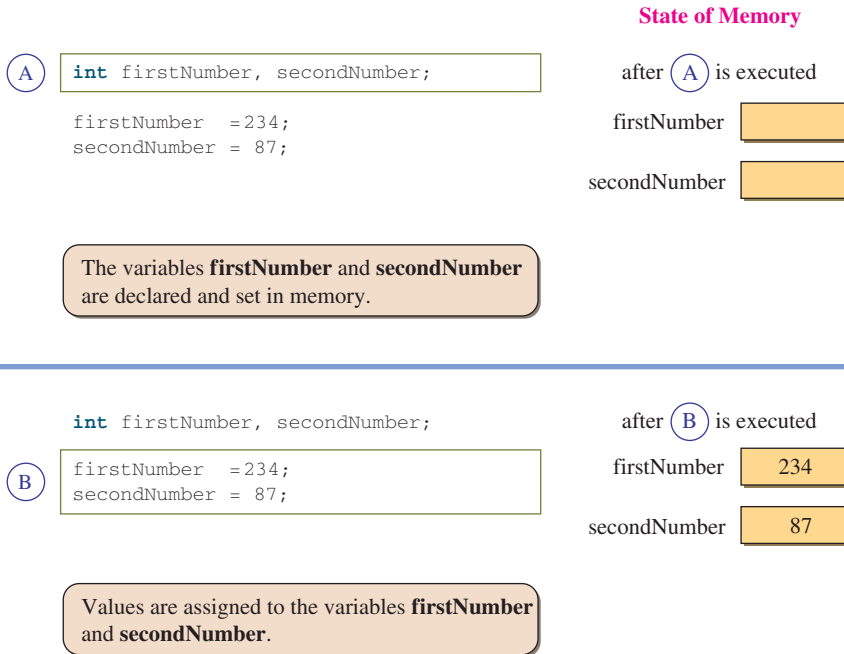 State of Memory
A
int firstNumber, secondNumber;
after A is executed
firstNumber =234;
secondNumber = 87;
firstNumber
secondNumber
The variables firstNumber and secondNumber
are declared and set in memory.
int firstNumber, secondNumber;
after B is executed
B
firstNumber =234;
secondNumber = 87;
firstNumber 234
secondNumber 87
Values are assigned to the variables firstNumber
and secondNumber.